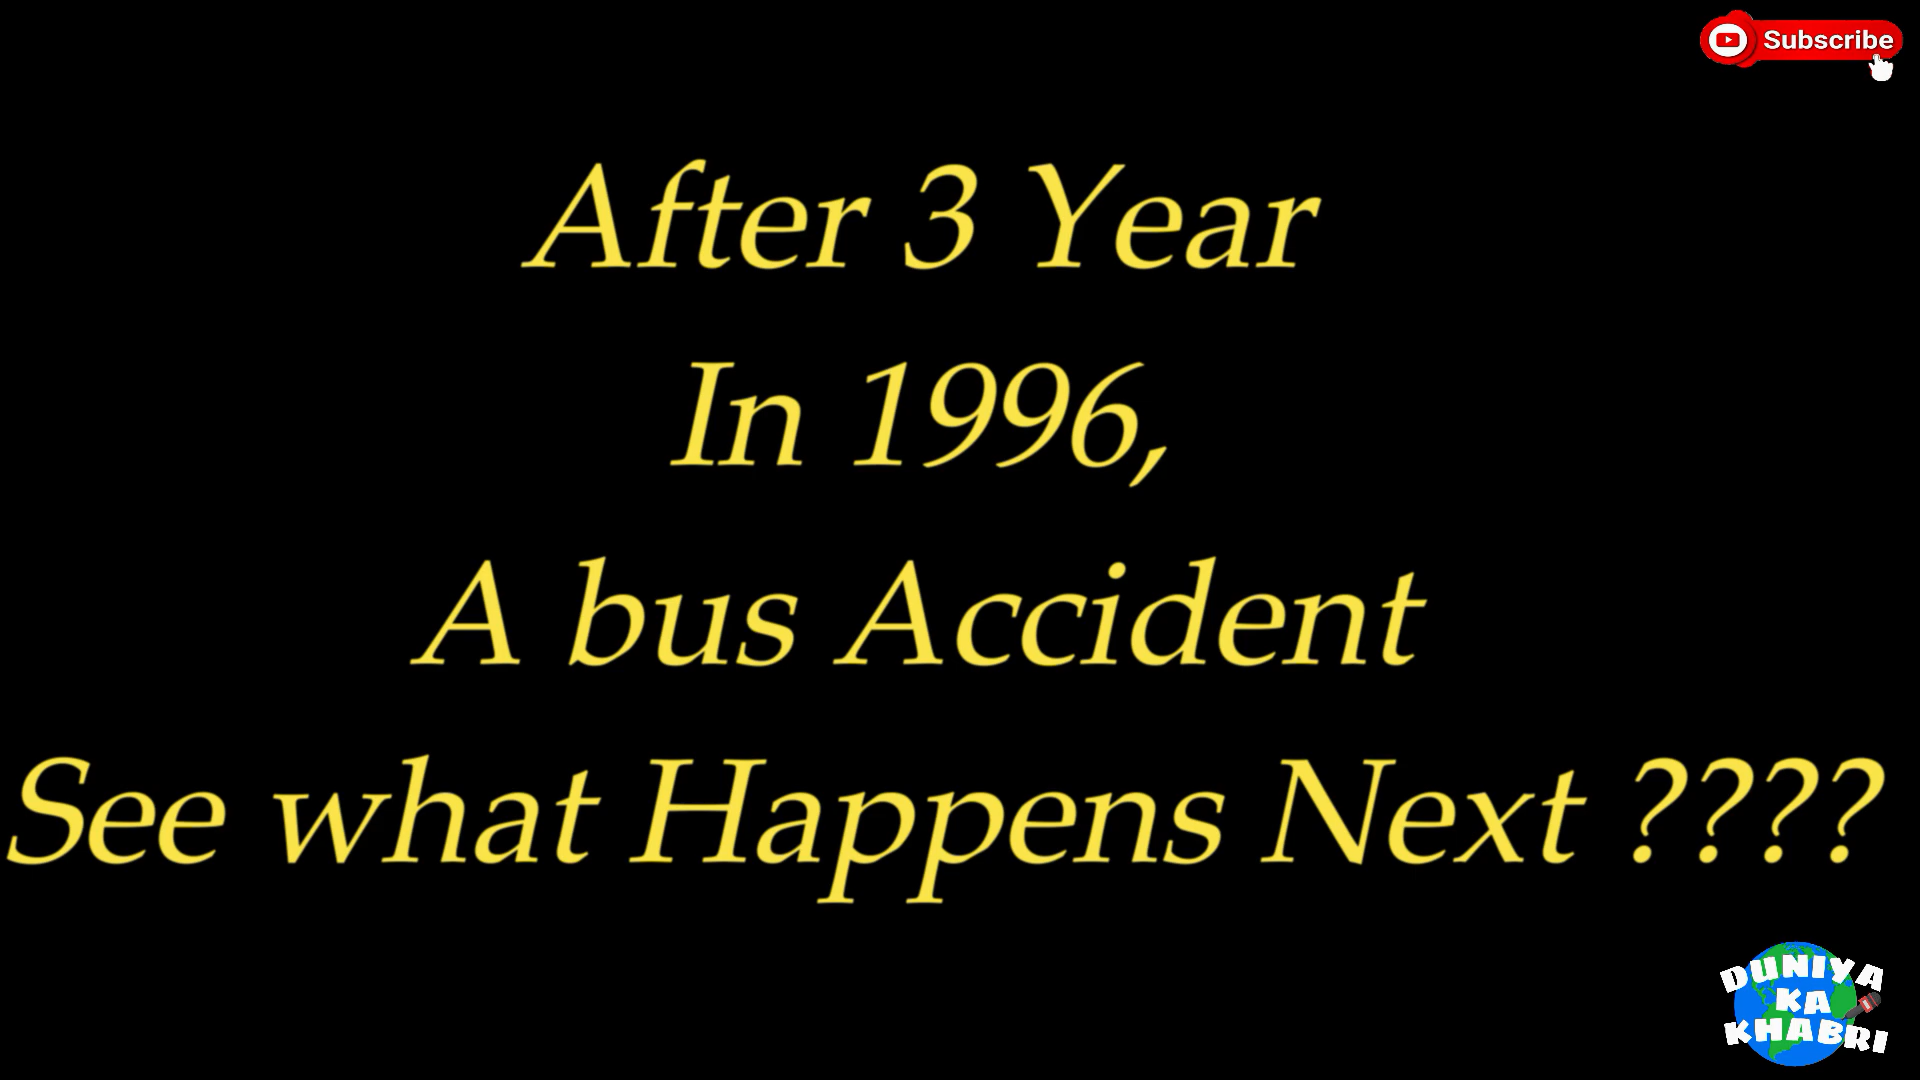 Subscribe
After 3 Year
In 1996,
A bus Accident
See what Happens Next ????
DUNIYA
KA
KHABRI